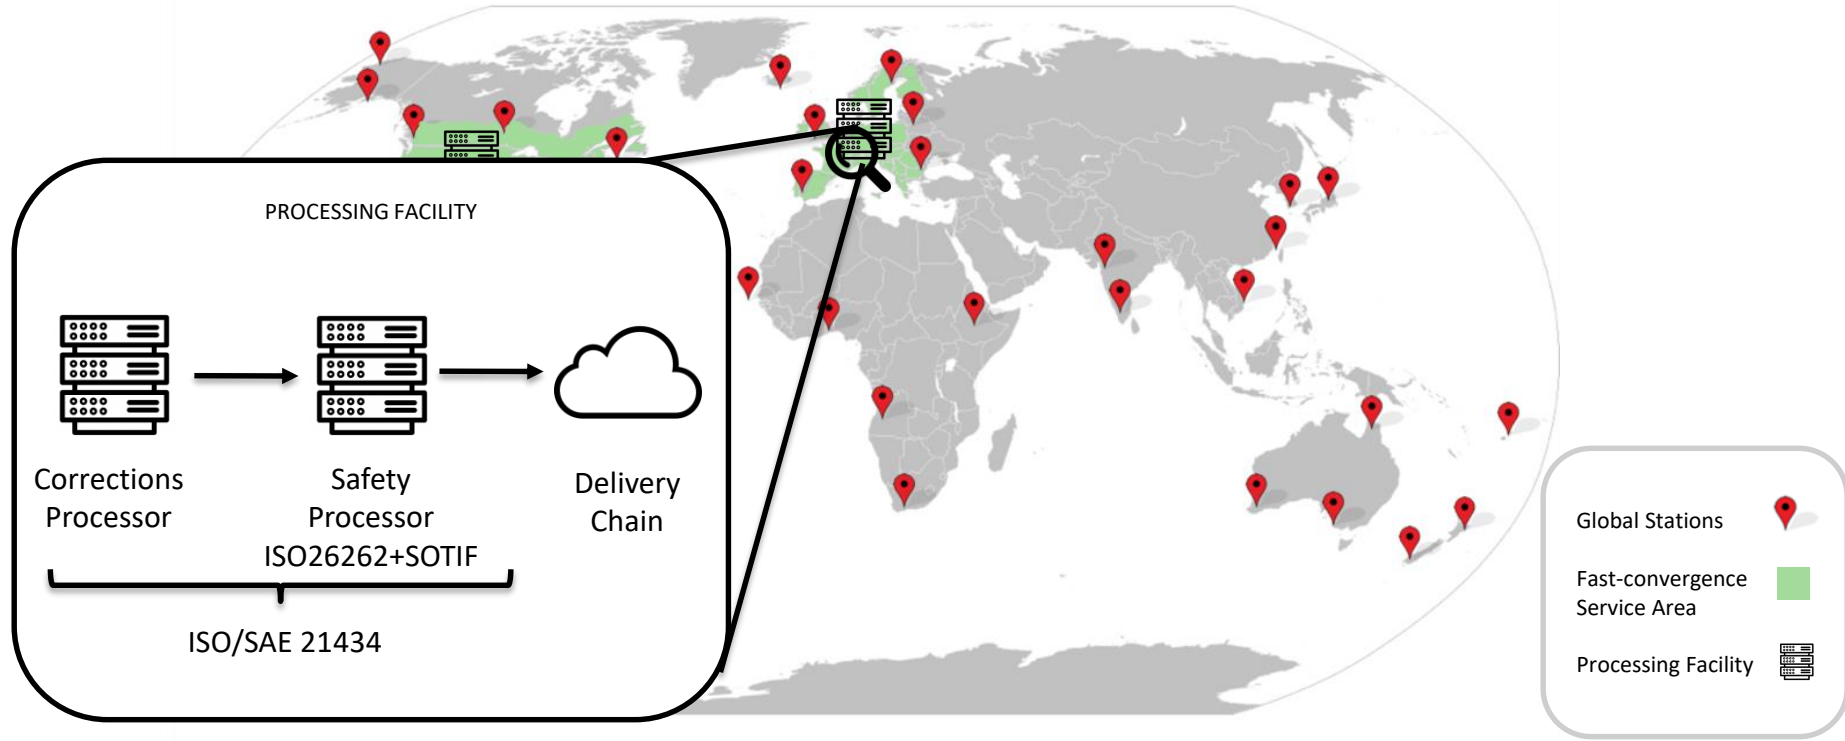 PROCESSING FACILITY
Corrections
Processor
Safety
Processor
ISO26262+SOTIF
Delivery
Chain
ISO/SAE 21434
Global Stations
Fast-convergence
Service Area
Processing Facility